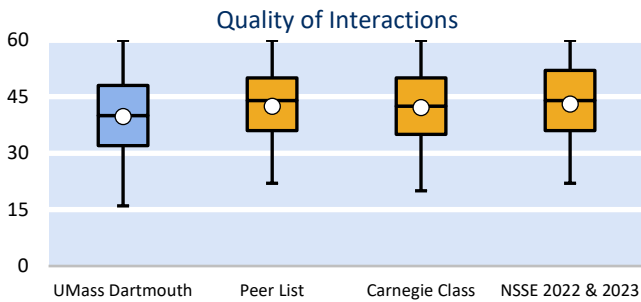 Quality of Interactions
60
45
30
15
0
UMass Dartmouth Peer List Carnegie Class NSSE 2022 & 2023